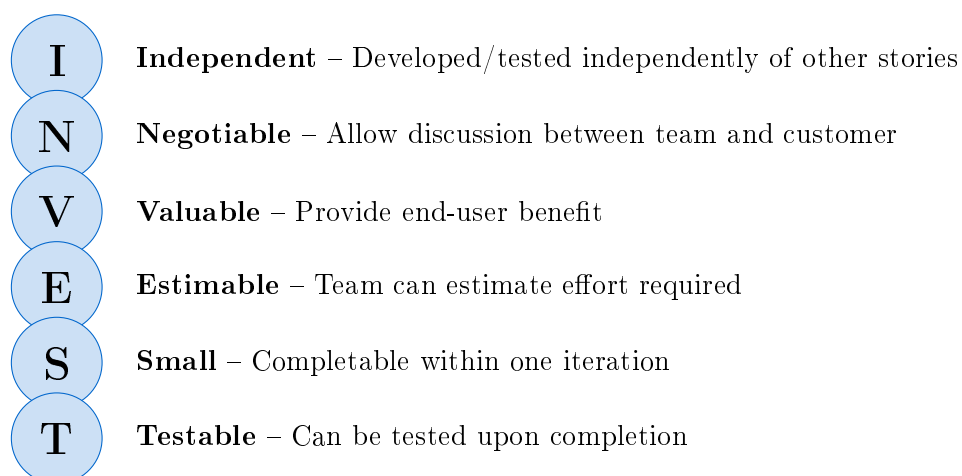 I Independent – Developed/tested independently of other stories
N Negotiable – Allow discussion between team and customer
V Valuable – Provide end-user benefit
E Estimable – Team can estimate effort required
S Small – Completable within one iteration
T Testable – Can be tested upon completion